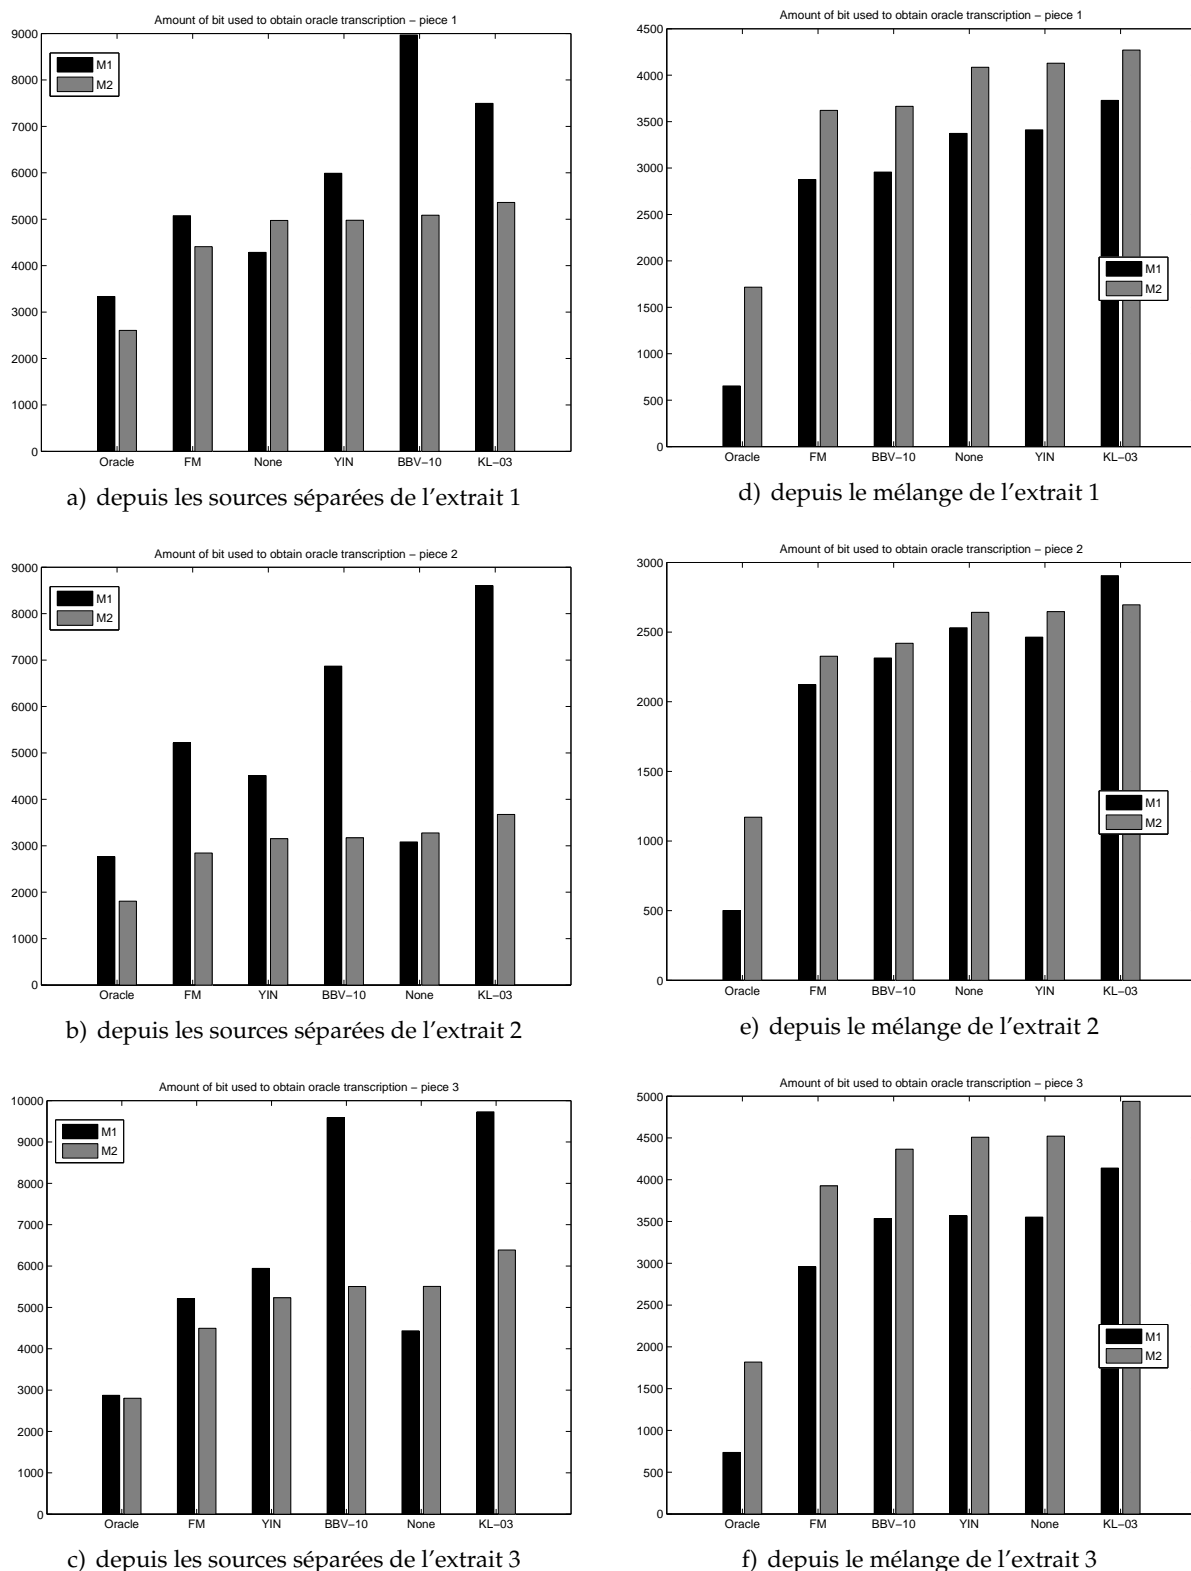 Amount of bit used to obtain oracle transcription – piece 1
9000
8000
7000
6000
5000
4000
3000
2000
1000
0
M1
M2
Oracle FM None YIN BBV–10 KL–03
a) depuis les sources séparées de l'extrait 1
Amount of bit used to obtain oracle transcription – piece 1
4500
4000
3500
3000
2500
2000
1500
1000
500
0
M1
M2
Oracle FM BBV–10 None YIN KL–03
d) depuis le mélange de l'extrait 1
Amount of bit used to obtain oracle transcription – piece 2
9000
8000
7000
6000
5000
4000
3000
2000
1000
0
M1
M2
Oracle FM YIN BBV–10 None KL–03
b) depuis les sources séparées de l'extrait 2
Amount of bit used to obtain oracle transcription – piece 2
3000
2500
2000
1500
1000
500
0
M1
M2
Oracle FM BBV–10 None YIN KL–03
e) depuis le mélange de l'extrait 2
Amount of bit used to obtain oracle transcription – piece 3
10000
9000
8000
7000
6000
5000
4000
3000
2000
1000
0
M1
M2
Oracle FM YIN BBV–10 None KL–03
c) depuis les sources séparées de l'extrait 3
Amount of bit used to obtain oracle transcription – piece 3
5000
4500
4000
3500
3000
2500
2000
1500
1000
500
0
M1
M2
Oracle FM BBV–10 YIN None KL–03
f) depuis le mélange de l'extrait 3